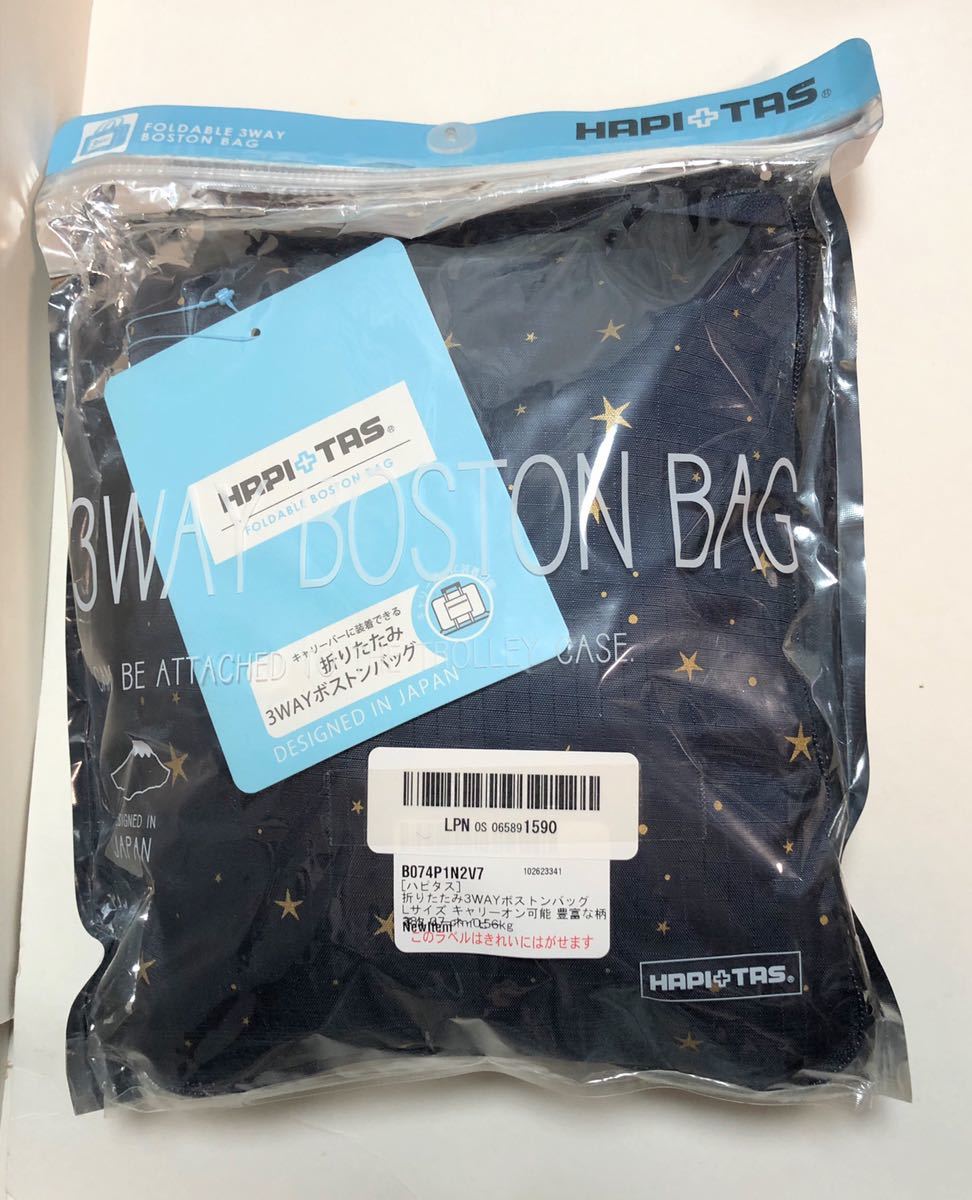 FOLDABLE 3WAY
BOSTON BAG
HAPI+TAS®
HAPI+TAS®
FOLDABLE BOSTON BAG
3WAY BOSTON BAG
キャリーバーに装着できる
折りたたみ
3WAYボストンバッグ
DESIGNED IN JAPAN
BE ATTACHED TROLLEY CASE.
JAPAN
LPN OS 065891590
B074P1N2V7 102623341
[ハピタス]
折りたたみ3WAYボストンバッグ
Lサイズ キャリーオン可能 豊富な柄
NewItem 0.56kg
このラベルはきれいにはがせます
HAPI+TAS®